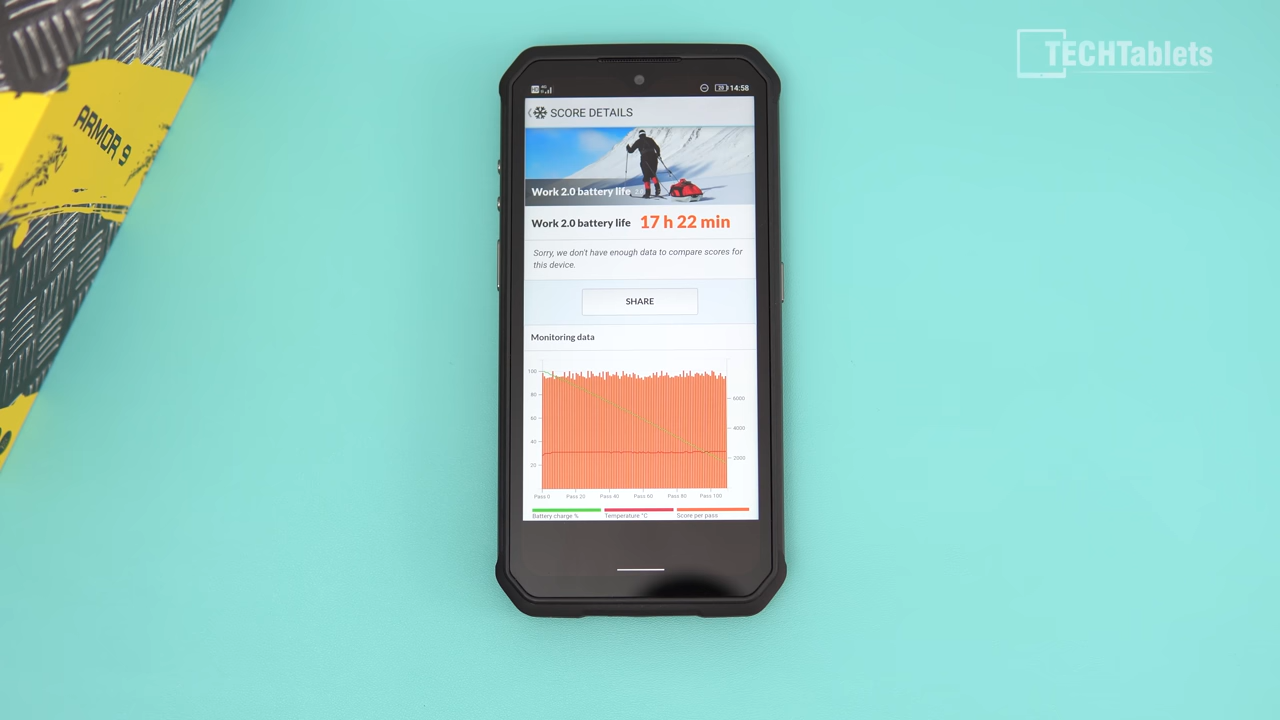 TECHTablets
ARMOR 9
14:58
SCORE DETAILS
Work 2.0 battery life
Work 2.0 battery life 17 h 22 min
Sorry, we don't have enough data to compare scores for
this device.
SHARE
Monitoring data
100
80
60
40
20
6000
4000
2000
Pass 0 Pass 20 Pass 40 Pass 60 Pass 80 Pass 100
Battery charge % Temperature °C Score per pass